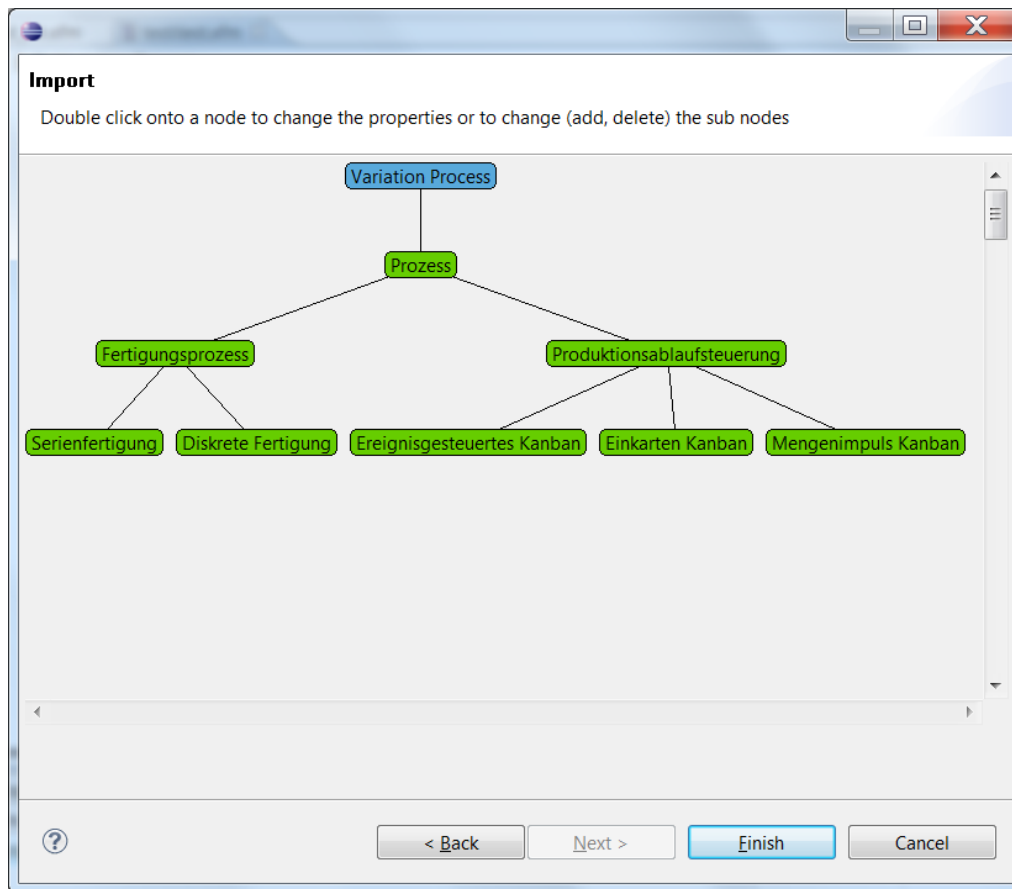 Import
Double click onto a node to change the properties or to change (add, delete) the sub nodes
Variation Process
Prozess
Fertigungsprozess
Produktionsablaufsteuerung
Serienfertigung
Diskrete Fertigung
Ereignisgesteuertes Kanban
Einkarten Kanban
Mengenimpuls Kanban
< Back
Next >
Finish
Cancel